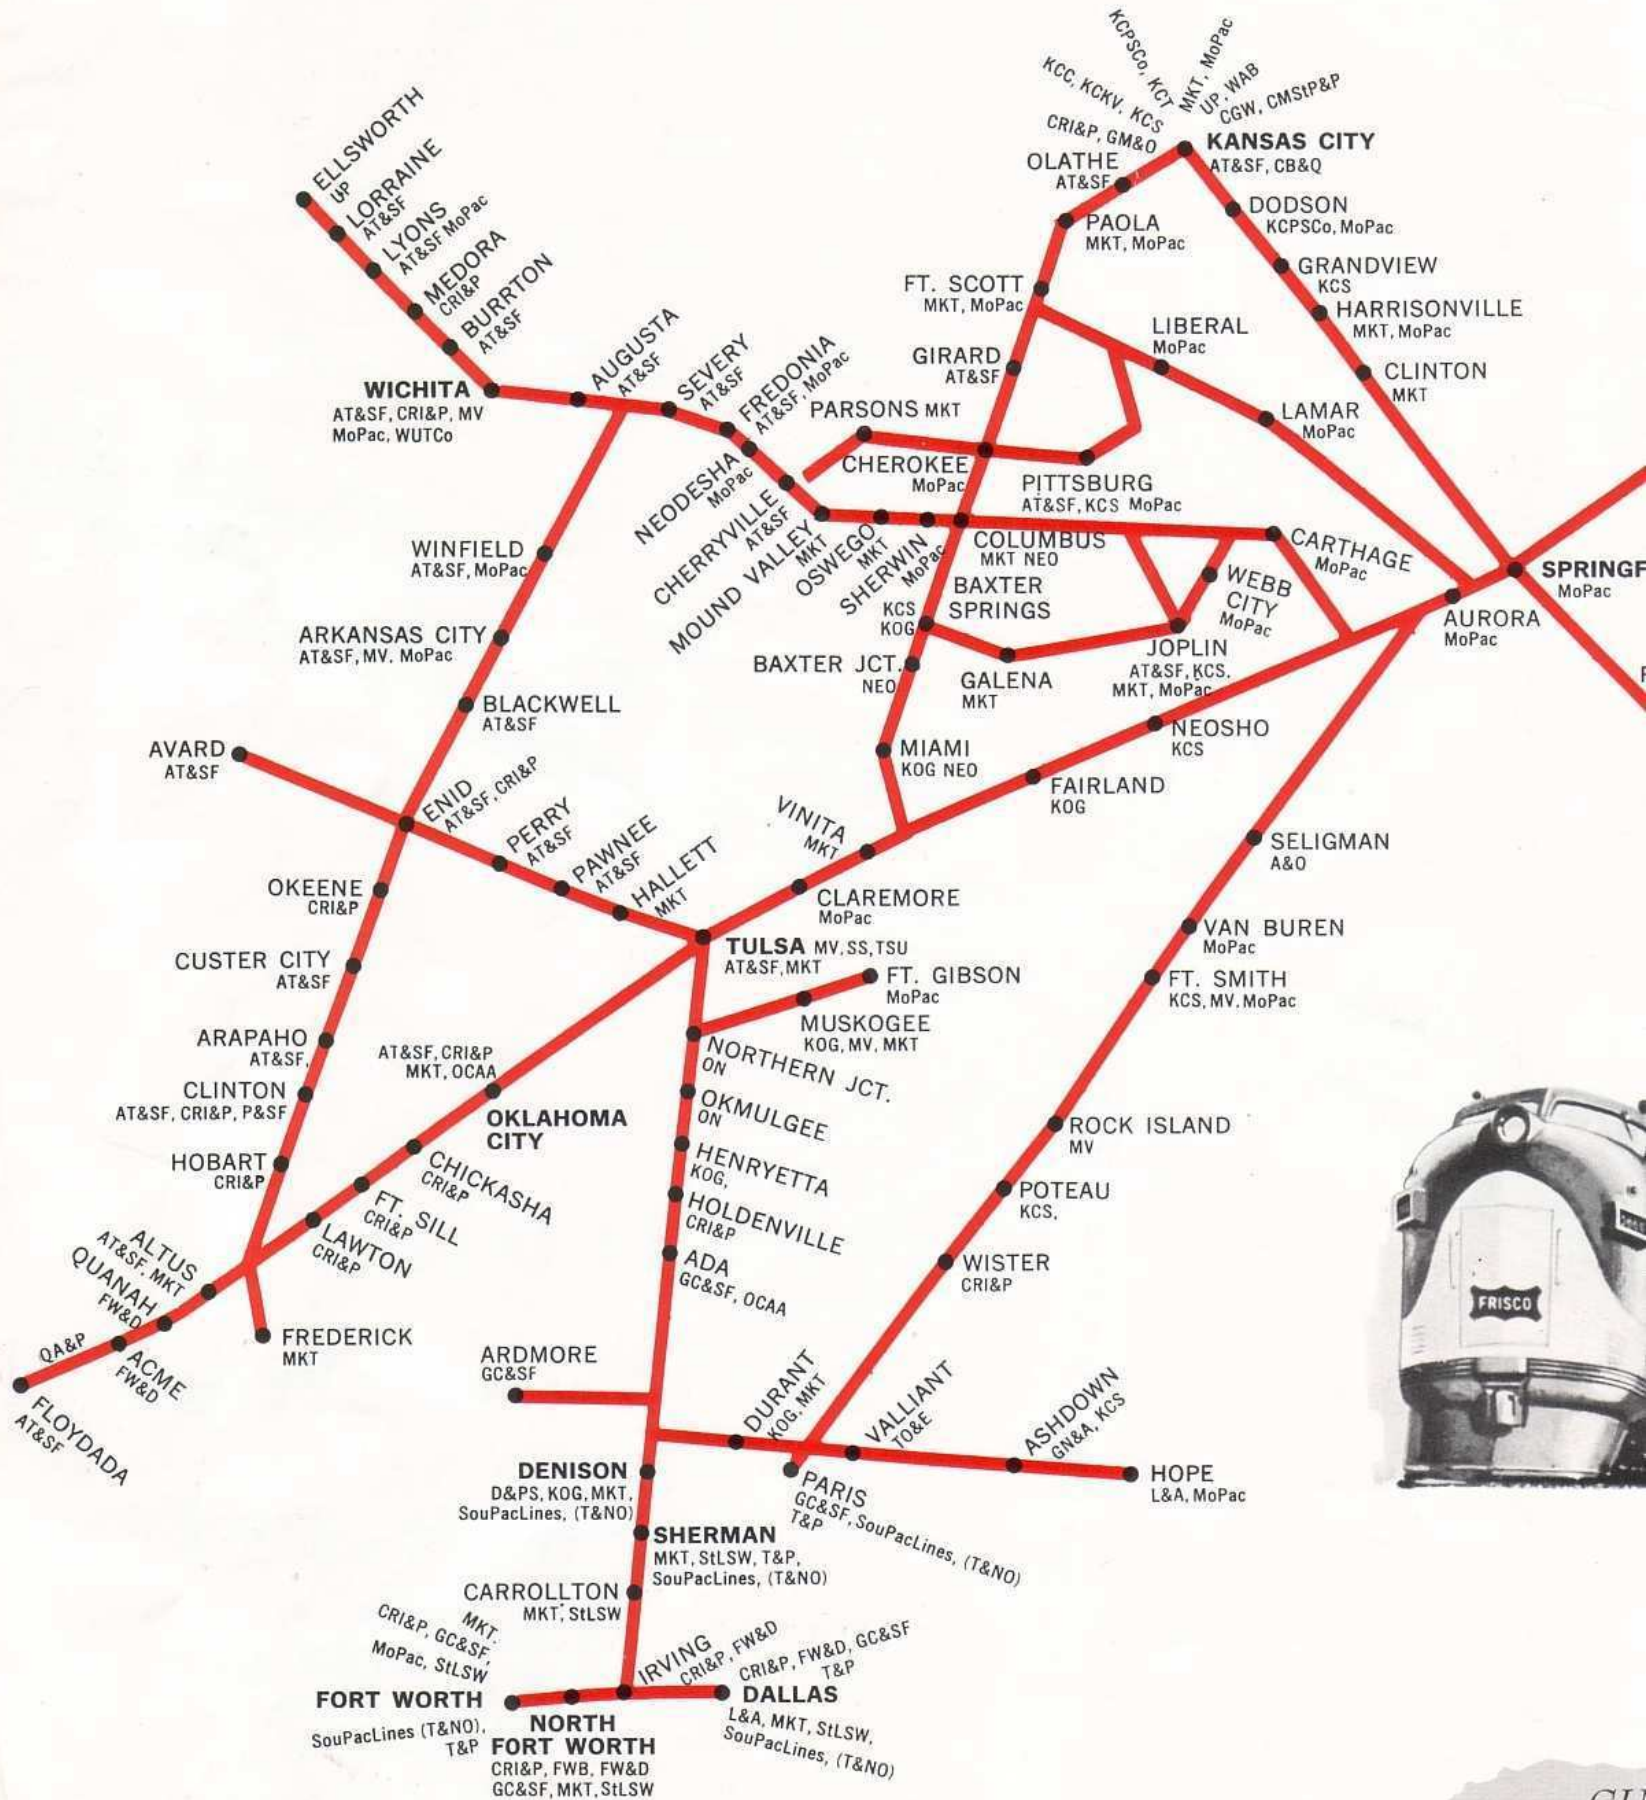 KCPSCo, KCT
MKT, MoPac
UP, WAB
CGW, CMStP&P
KCC, KCKV, KCS
CRI&P, GM&O
KANSAS CITY
AT&SF, CB&Q
OLATHE
AT&SF
PAOLA
MKT, MoPac
DODSON
KCPSCo, MoPac
GRANDVIEW
KCS
HARRISONVILLE
MKT, MoPac
CLINTON
MKT
FT. SCOTT
MKT, MoPac
LIBERAL
MoPac
LAMAR
MoPac
GIRARD
AT&SF
ELLSWORTH
UP
LORRAINE
AT&SF
LYONS
AT&SF MoPac
MEDORA
CRI&P
BURRTON
AT&SF
WICHITA
AT&SF, CRI&P, MV
MoPac, WUTCo
AUGUSTA
AT&SF
SEVERY
AT&SF
FREDONIA
AT&SF, MoPac
NEODESHA
MoPac
CHERRYVILLE
AT&SF
MOUND VALLEY
MKT
OSWEGO
MKT
SHERWIN
MoPac
PARSONS MKT
CHEROKEE
MoPac
PITTSBURG
AT&SF, KCS MoPac
COLUMBUS
MKT NEO
CARTHAGE
MoPac
WEBB
CITY
MoPac
JOPLIN
AT&SF, KCS.
MKT, MoPac
BAXTER
SPRINGS
KCS
KOG
BAXTER JCT.
NEO
GALENA
MKT
MIAMI
KOG NEO
SPRINGF
MoPac
AURORA
MoPac
NEOSHO
KCS
FAIRLAND
KOG
VINITA
MKT
CLAREMORE
MoPac
WINFIELD
AT&SF, MoPac
ARKANSAS CITY
AT&SF, MV. MoPac
BLACKWELL
AT&SF
AVARD
AT&SF
ENID
AT&SF, CRI&P
PERRY
AT&SF
PAWNEE
AT&SF
HALLETT
MKT
TULSA MV, SS, TSU
AT&SF, MKT
OKEENE
CRI&P
CUSTER CITY
AT&SF
ARAPAHO
AT&SF,
CLINTON
AT&SF, CRI&P, P&SF
HOBART
CRI&P
AT&SF, CRI&P
MKT, OCAA
OKLAHOMA
CITY
CHICKASHA
CRI&P
FT. SILL
CRI&P
LAWTON
CRI&P
ALTUS
AT&SF, MKT
QUANAH
FW&D
QA&P
ACME
FW&D
FLOYDADA
AT&SF
FREDERICK
MKT
FT. GIBSON
MoPac
MUSKOGEE
KOG, MV, MKT
NORTHERN JCT.
ON
OKMULGEE
ON
HENRYETTA
KOG,
HOLDENVILLE
CRI&P
ADA
GC&SF, OCAA
SELIGMAN
A&O
VAN BUREN
MoPac
FT. SMITH
KCS, MV, MoPac
ROCK ISLAND
MV
POTEAU
KCS,
WISTER
CRI&P
ARDMORE
GC&SF
DURANT
KOG, MKT
VALLIANT
TO&E
ASHDOWN
GN&A, KCS
HOPE
L&A, MoPac
PARIS
GC&SF, SouPacLines, (T&NO)
T&P
DENISON
D&PS, KOG, MKT,
SouPacLines, (T&NO)
SHERMAN
MKT, StLSW, T&P,
SouPacLines, (T&NO)
CARROLLTON
MKT, StLSW
IRVING
CRI&P, FW&D
MKT.
CRI&P, GC&SF,
MoPac, StLSW
FORT WORTH
SouPacLines (T&NO),
T&P
NORTH
FORT WORTH
CRI&P, FWB, FW&D
GC&SF, MKT, StLSW
CRI&P, FW&D, GC&SF
T&P
DALLAS
L&A, MKT, StLSW,
SouPacLines, (T&NO)
FRISCO